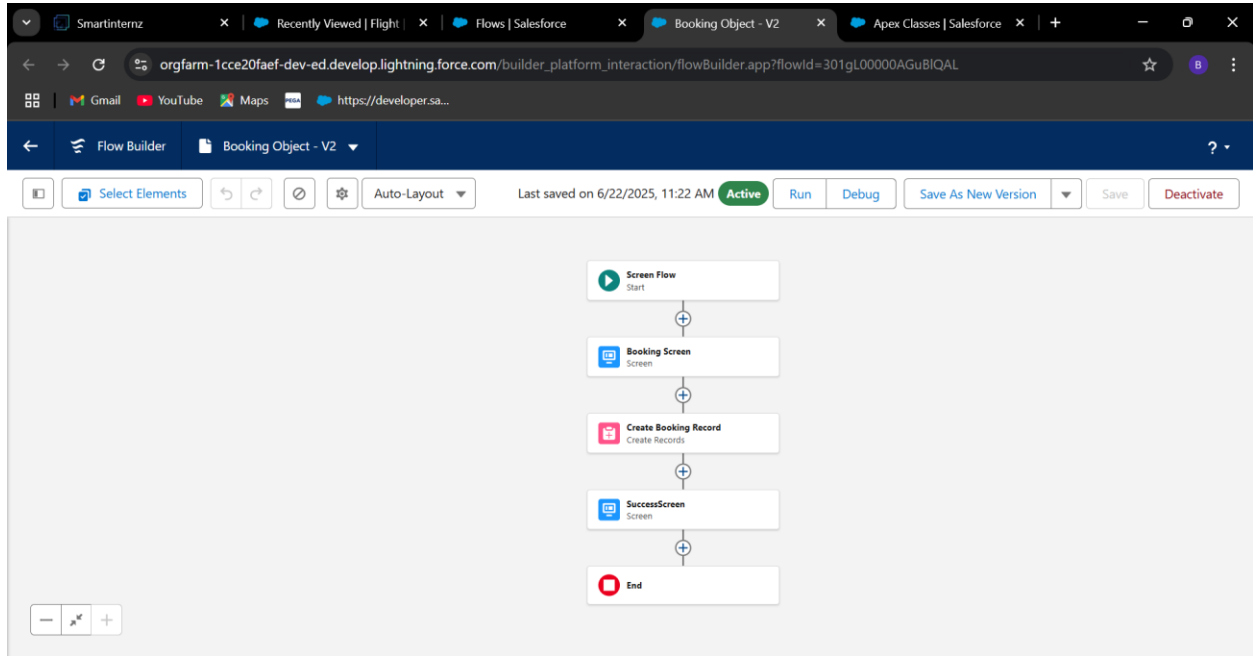 Smartinternz
Recently Viewed | Flight |
Flows | Salesforce
Booking Object - V2
Apex Classes | Salesforce
orgfarm-1cce20faef-dev-ed.develop.lightning.force.com/builder_platform_interaction/flowBuilder.app?flowId=301gL00000AGuBlQAL
B
Gmail
YouTube
Maps
PEGA
https://developer.sa...
Flow Builder
Booking Object - V2
?
Select Elements
Auto-Layout
Last saved on 6/22/2025, 11:22 AM
Active
Run
Debug
Save As New Version
Save
Deactivate
Screen Flow
Start
Booking Screen
Screen
Create Booking Record
Create Records
SuccessScreen
Screen
End